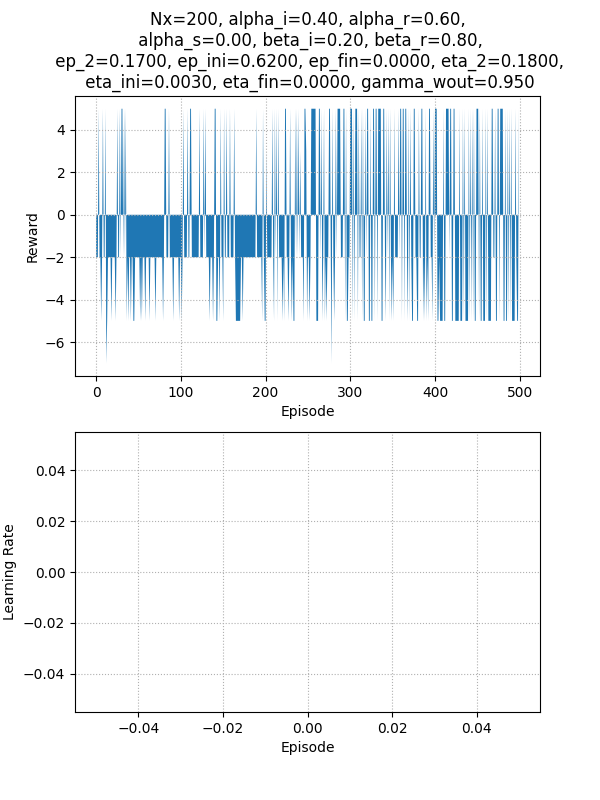 Nx=200, alpha_i=0.40, alpha_r=0.60,
alpha_s=0.00, beta_i=0.20, beta_r=0.80,
ep_2=0.1700, ep_ini=0.6200, ep_fin=0.0000, eta_2=0.1800,
eta_ini=0.0030, eta_fin=0.0000, gamma_wout=0.950
4
2
0
−2
−4
−6
Reward
0 100 200 300 400 500
Episode
0.04
0.02
0.00
−0.02
−0.04
Learning Rate
−0.04 −0.02 0.00 0.02 0.04
Episode